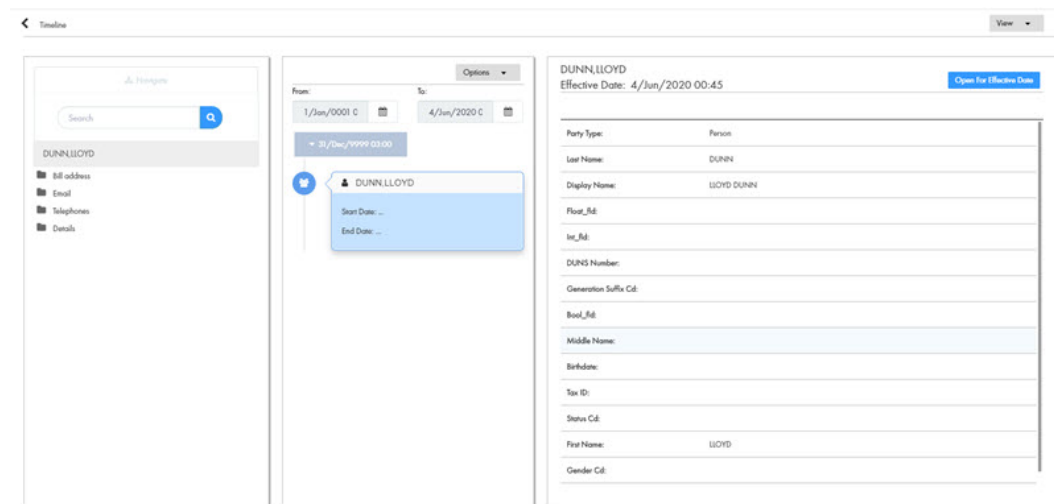 Timeline
View
Navigate
Search
DUNN,LLOYD
Bill address
Email
Telephones
Details
Options
From: To:
1/Jan/0001 0 4/Jun/2020 0
31/Dec/9999 03:00
DUNN,LLOYD
Start Date: ...
End Date: ...
DUNN,LLOYD
Effective Date: 4/Jun/2020 00:45
Open For Effective Date
Party Type: Person
Last Name: DUNN
Display Name: LLOYD DUNN
Float_fld:
Int_fld:
DUNS Number:
Generation Suffix Cd:
Bool_fld:
Middle Name:
Birthdate:
Tax ID:
Status Cd:
First Name: LLOYD
Gender Cd: